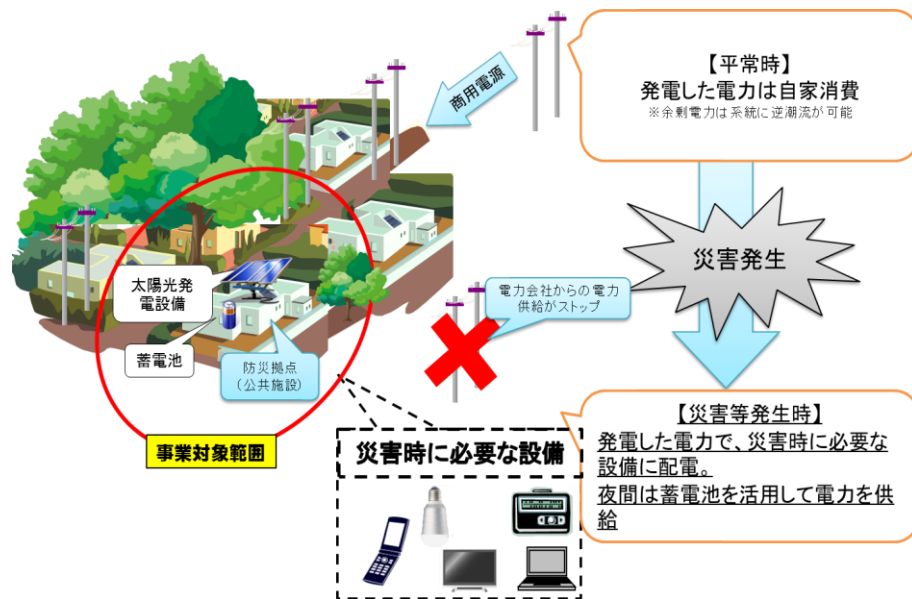 商用電源
【平常時】
発電した電力は自家消費
※余剰電力は系統に逆潮流が可能
災害発生
太陽光発
電設備
蓄電池
防災拠点
(公共施設)
電力会社からの電力
供給がストップ
事業対象範囲
災害時に必要な設備
【災害等発生時】
発電した電力で、災害時に必要な
設備に配電。
夜間は蓄電池を活用して電力を供
給